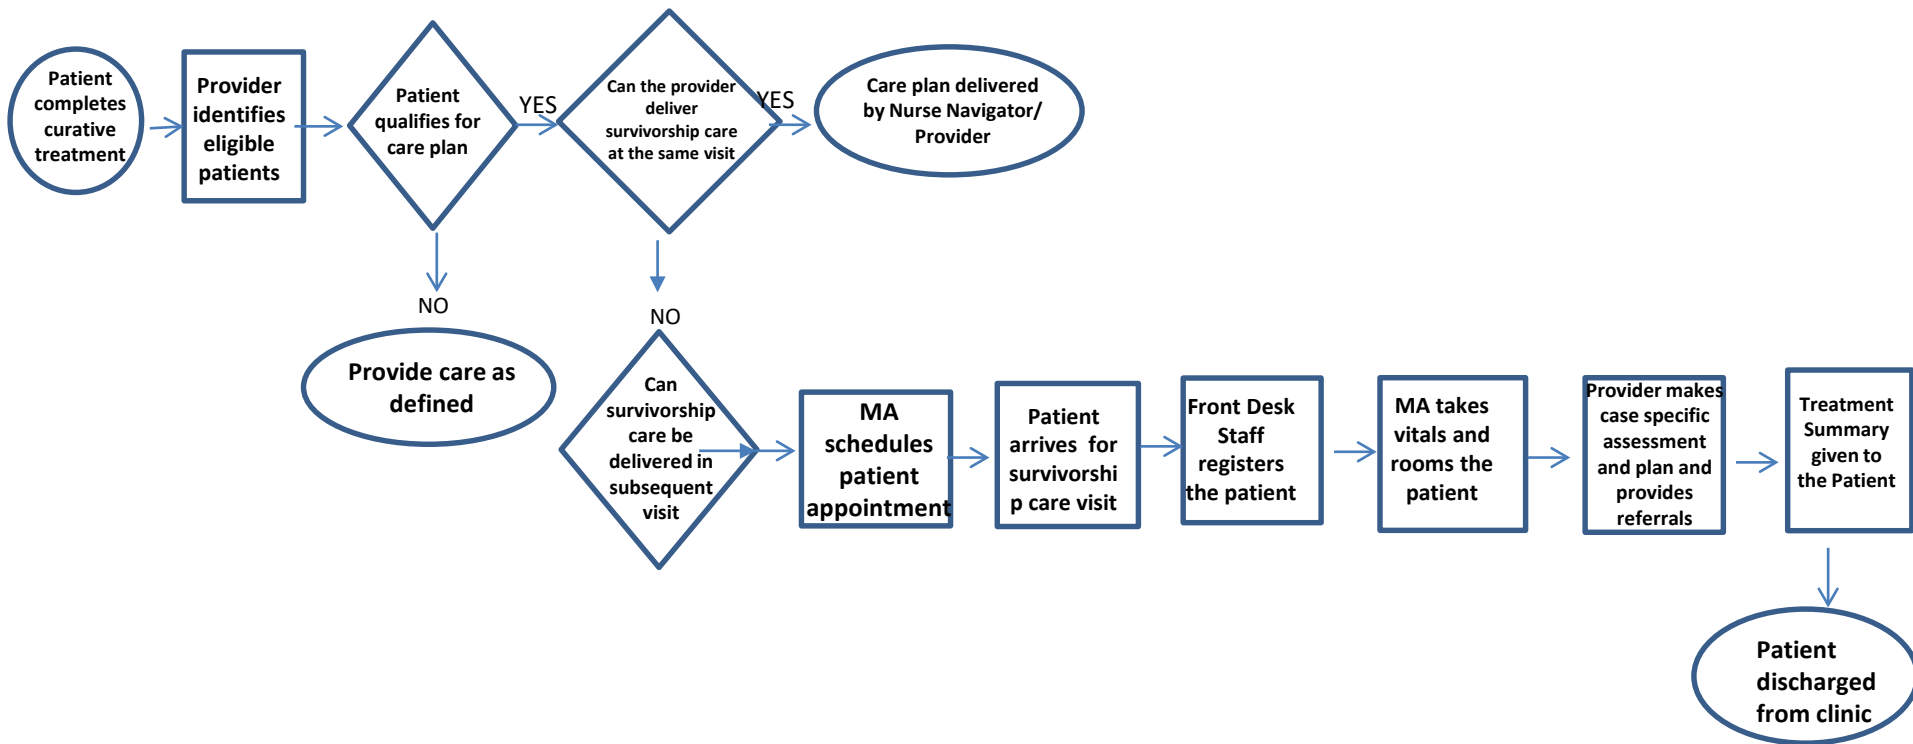 Patient
completes
curative
treatment
Provider
identifies
eligible
patients
Patient
qualifies for
care plan
YES
Can the provider
deliver
survivorship care
at the same visit
YES
Care plan delivered
by Nurse Navigator/
Provider
NO
Provide care as
defined
NO
Can
survivorship
care be
delivered in
subsequent
visit
MA
schedules
patient
appointment
Patient
arrives for
survivorshi
p care visit
Front Desk
Staff
registers
the patient
MA takes
vitals and
rooms the
patient
Provider makes
case specific
assessment
and plan and
provides
referrals
Treatment
Summary
given to
the Patient
Patient
discharged
from clinic